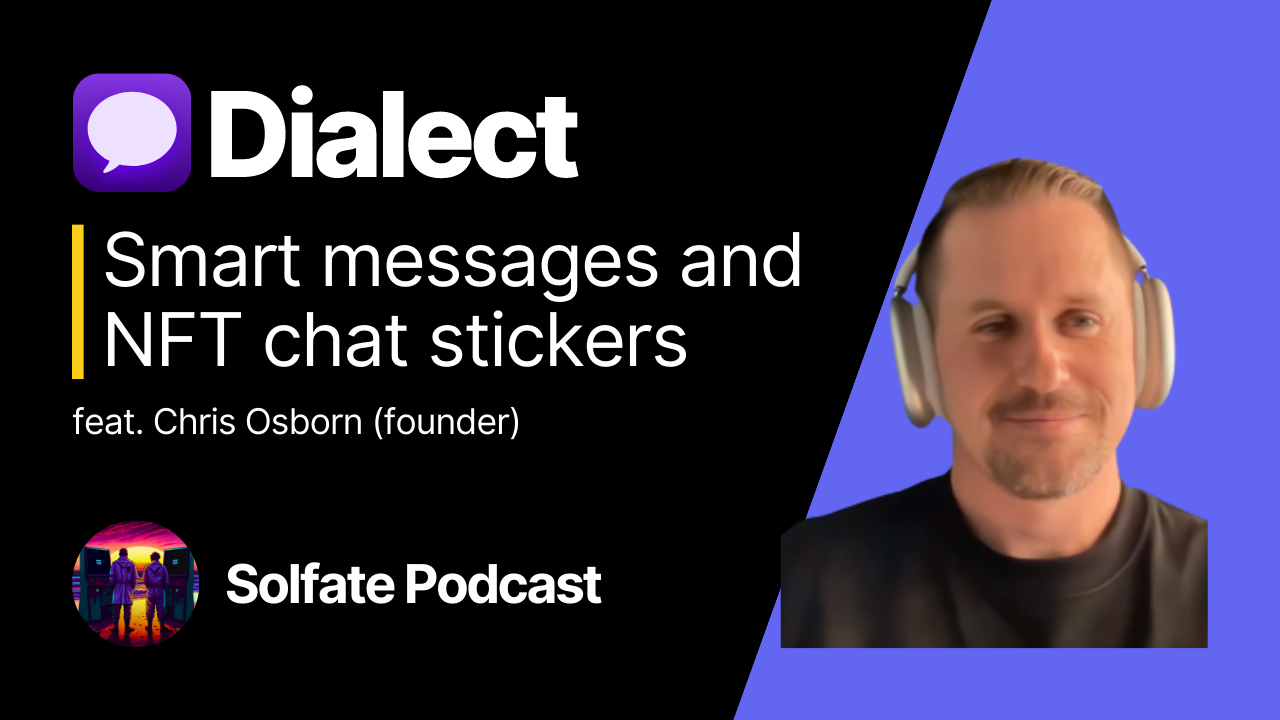 Dialect
Smart messages and
NFT chat stickers
feat. Chris Osborn (founder)
Solfate Podcast